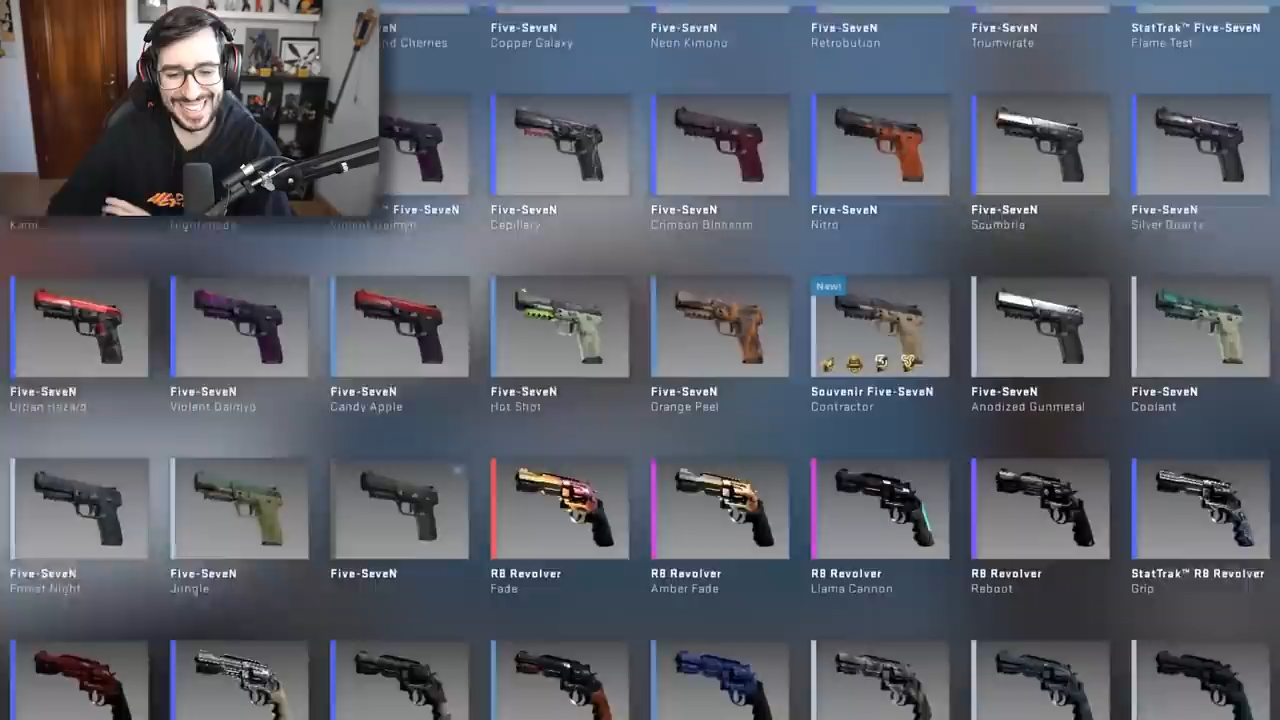 Five-SeveN
Five-SeveN
Five-SeveN
Five-SeveN
StatTrak™ Five-SeveN
Copper Galaxy
Neon Kimono
Retrobution
Triumvirate
Flame Test
™ Five-SeveN
Five-SeveN
Five-SeveN
Five-SeveN
Five-SeveN
Five-SeveN
Kami
Nightshade
Violent Daimyo
Capillary
Crimson Blossom
Nitro
Scumbria
Silver Quartz
New!
Five-SeveN
Five-SeveN
Five-SeveN
Five-SeveN
Five-SeveN
Souvenir Five-SeveN
Five-SeveN
Five-SeveN
Urban Hazard
Violent Daimyo
Candy Apple
Hot Shot
Orange Peel
Contractor
Anodized Gunmetal
Coolant
Five-SeveN
Five-SeveN
Five-SeveN
R8 Revolver
R8 Revolver
R8 Revolver
R8 Revolver
StatTrak™ R8 Revolver
Forest Night
Jungle
Fade
Amber Fade
Llama Cannon
Reboot
Grip